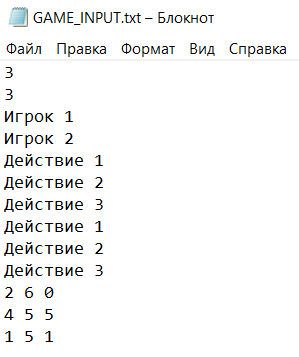 GAME_INPUT.txt – Блокнот
Файл Правка Формат Вид Справка
3
3
Игрок 1
Игрок 2
Действие 1
Действие 2
Действие 3
Действие 1
Действие 2
Действие 3
2 6 0
4 5 5
1 5 1